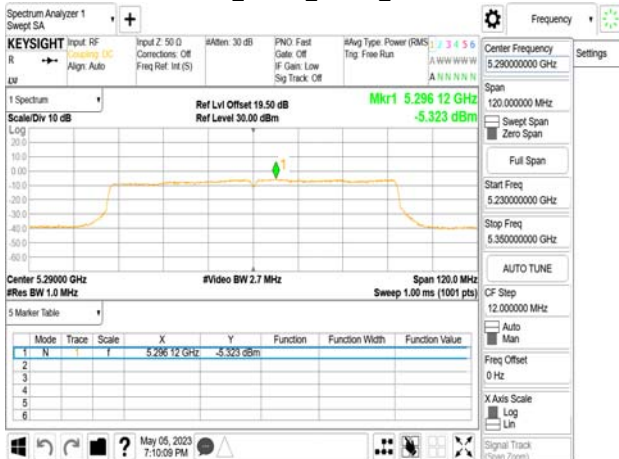 Spectrum Analyzer 1
Swept SA
+
Frequency
KEYSIGHT
Input: RF
Coupling: DC
Align: Auto
R
Input Z: 50 Ω
Corrections: Off
Freq Ref: Int (S)
#Atten: 30 dB
PNO: Fast
Gate: Off
IF Gain: Low
Sig Track: Off
#Avg Type: Power (RMS
Trig: Free Run
1 2 3 4 5 6
A W W W W W
A N N N N N
1 Spectrum
Scale/Div 10 dB
Ref Lvl Offset 19.50 dB
Ref Level 30.00 dBm
Mkr1 5.296 12 GHz
-5.323 dBm
Log
20.0
10.0
0.00
-10.0
-20.0
-30.0
-40.0
-50.0
-60.0
1
Center 5.29000 GHz
#Res BW 1.0 MHz
#Video BW 2.7 MHz
Span 120.0 MHz
Sweep 1.00 ms (1001 pts)
5 Marker Table
Mode Trace Scale X Y Function Function Width Function Value
1 N 1 f 5.296 12 GHz -5.323 dBm
2
3
4
5
6
?
May 05, 2023
7:10:09 PM
Center Frequency
5.290000000 GHz
Settings
Span
120.000000 MHz
Swept Span
Zero Span
Full Span
Start Freq
5.230000000 GHz
Stop Freq
5.350000000 GHz
AUTO TUNE
CF Step
12.000000 MHz
Auto
Man
Freq Offset
0 Hz
X Axis Scale
Log
Lin
Signal Track
(Span Zoom)